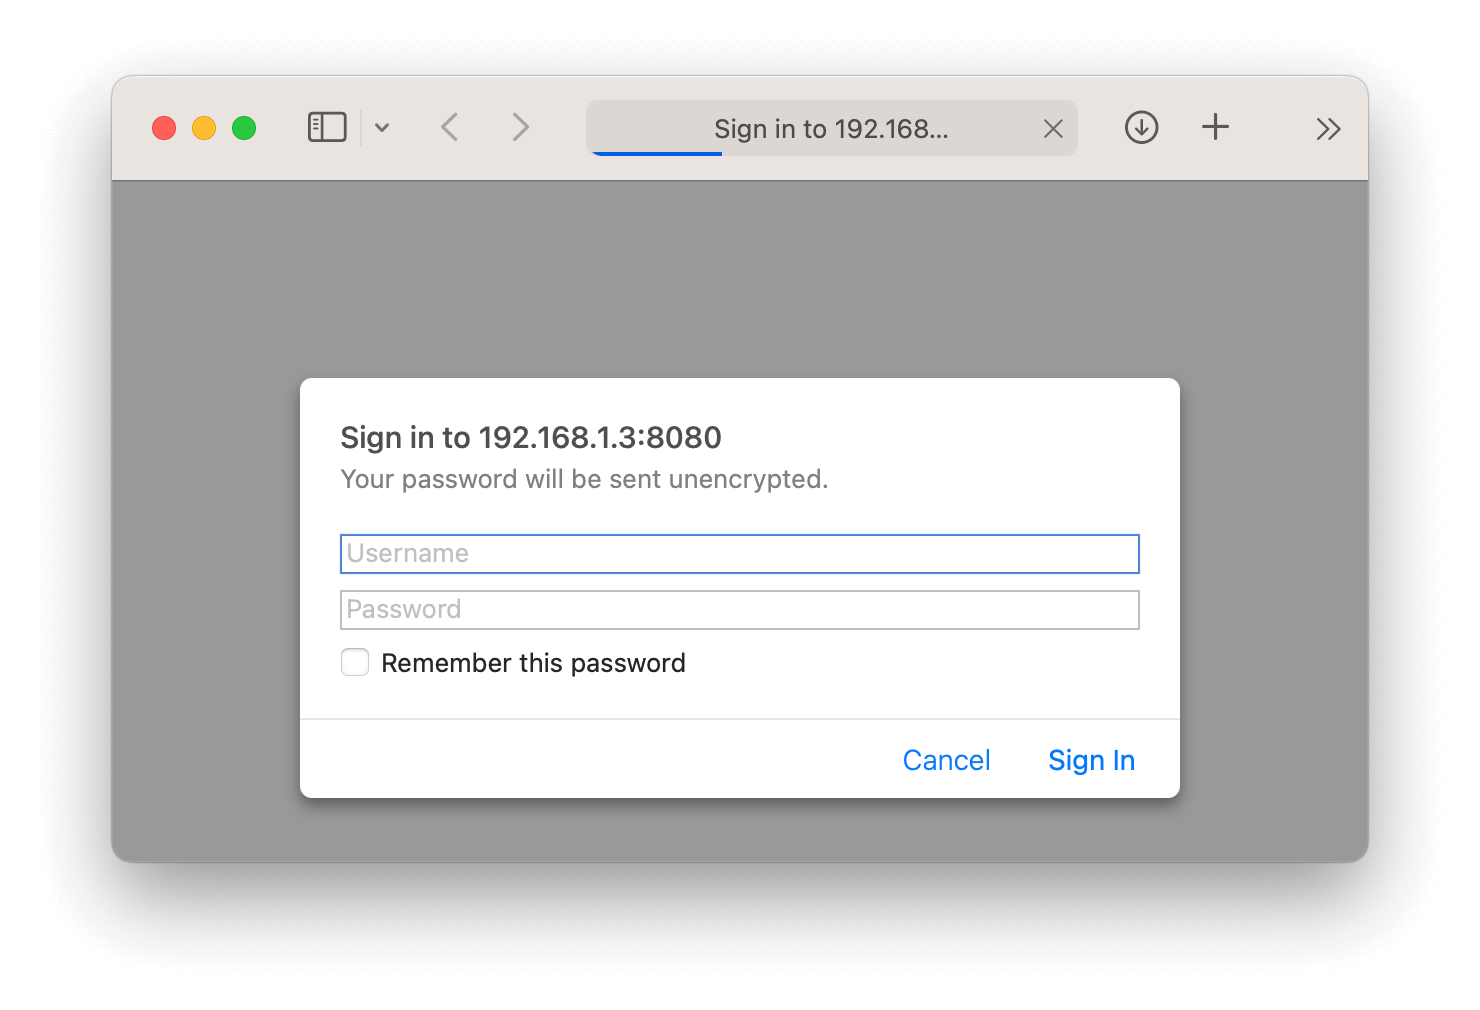 Sign in to 192.168...
Sign in to 192.168.1.3:8080
Your password will be sent unencrypted.
Username
Password
Remember this password
Cancel
Sign In